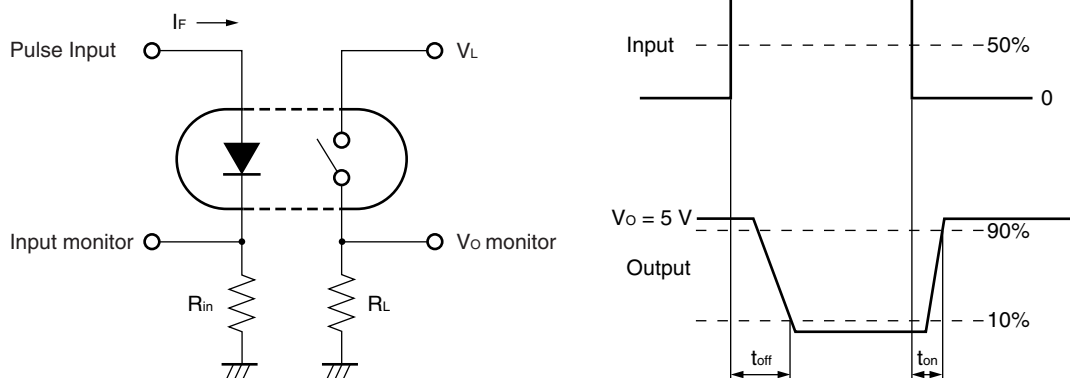 IF
Pulse Input
VL
Input monitor
VO monitor
Rin
RL
Input
50%
0
VO = 5 V
90%
Output
10%
toff
ton